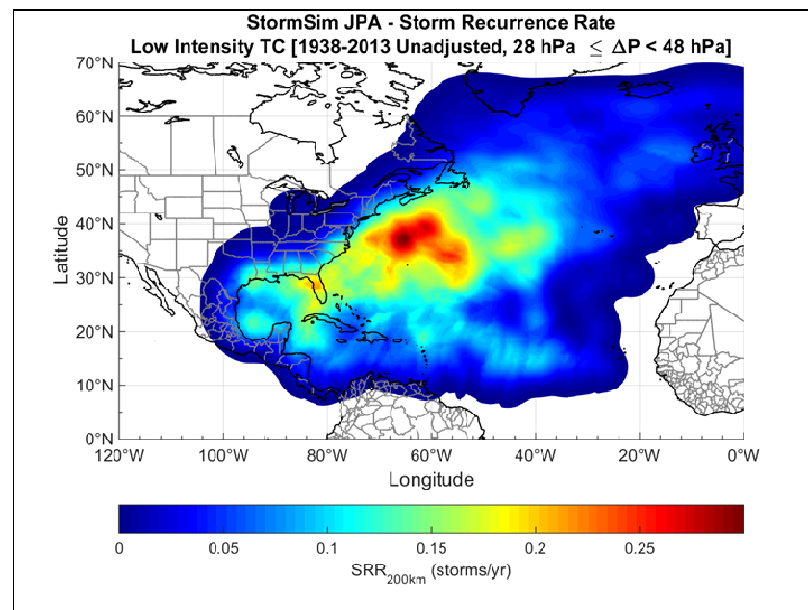 StormSim JPA - Storm Recurrence Rate
Low Intensity TC [1938-2013 Unadjusted, 28 hPa ≤ ΔP < 48 hPa]
70°N
60°N
50°N
40°N
30°N
20°N
10°N
0°N
Latitude
120°W 100°W 80°W 60°W 40°W 20°W 0°W
Longitude
0 0.05 0.1 0.15 0.2 0.25
SRR200km (storms/yr)